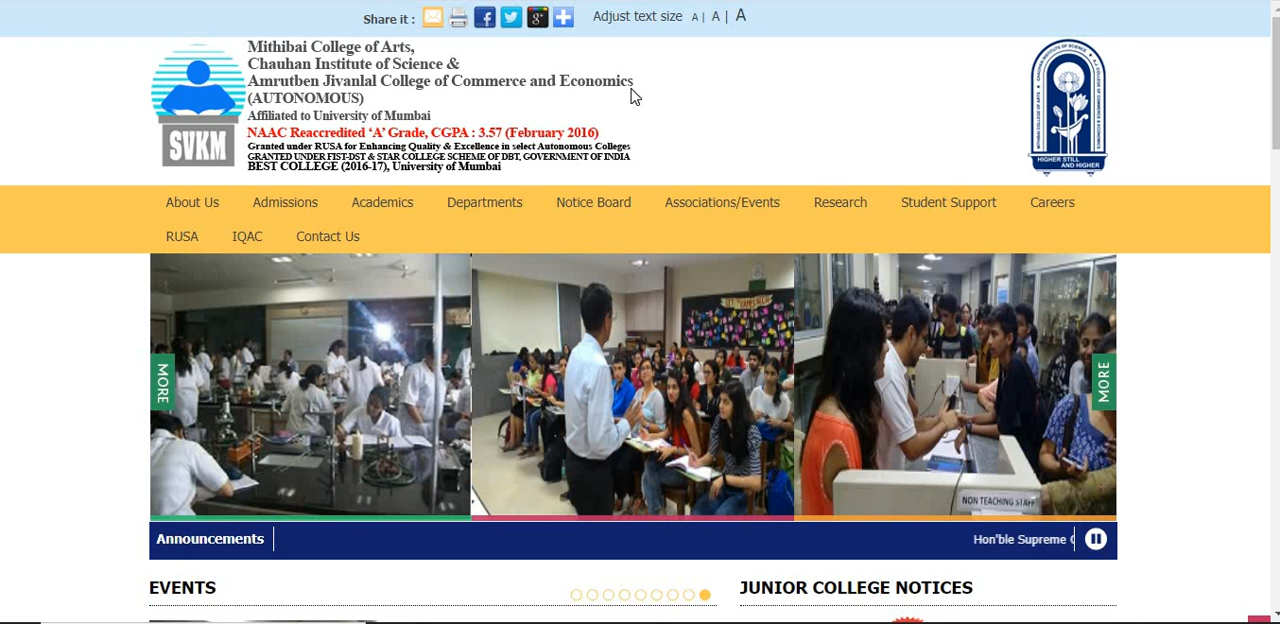 Share it :
Adjust text size A | A | A
Mithibai College of Arts,
Chauhan Institute of Science &
Amrutben Jivanlal College of Commerce and Economics
(AUTONOMOUS)
Affiliated to University of Mumbai
NAAC Reaccredited ‘A’ Grade, CGPA : 3.57 (February 2016)
Granted under RUSA for Enhancing Quality & Excellence in select Autonomous Colleges
GRANTED UNDER FIST-DST & STAR COLLEGE SCHEME OF DBT, GOVERNMENT OF INDIA
BEST COLLEGE (2016-17), University of Mumbai
SVKM
HIGHER STILL
AND HIGHER
About Us Admissions Academics Departments Notice Board Associations/Events Research Student Support Careers
RUSA IQAC Contact Us
MORE
MORE
NON TEACHING STAFF
Announcements
Hon'ble Supreme
EVENTS
JUNIOR COLLEGE NOTICES